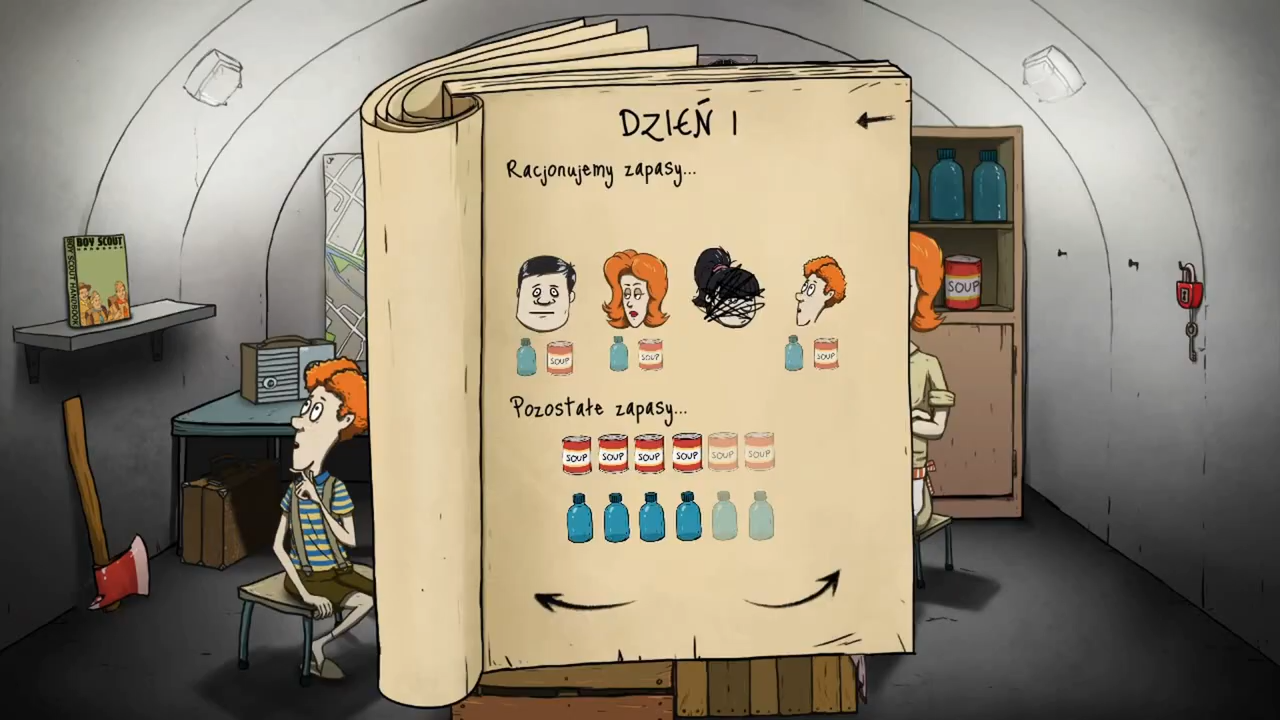 DZIEŃ 1
Racjonujemy zapasy...
SOUP
SOUP
SOUP
Pozostałe zapasy...
SOUP SOUP SOUP SOUP SOUP SOUP
BOY SCOUT
BOY SCOUT HANDBOOK
SOUP